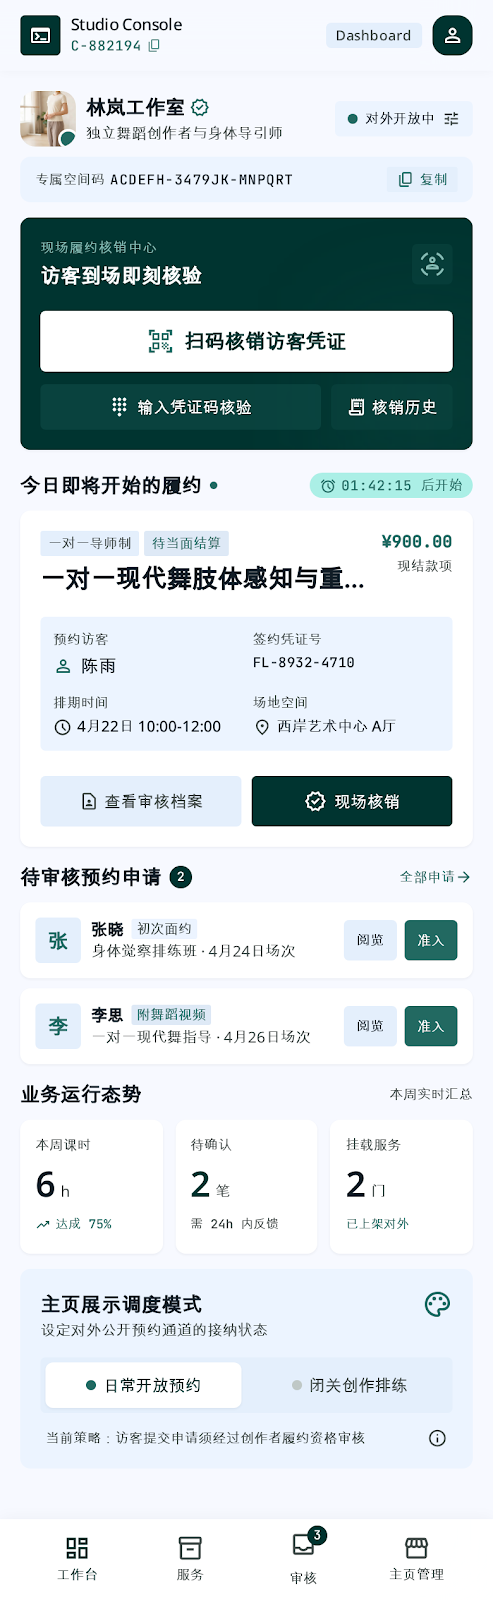 Studio Console
C-882194
Dashboard
林岚工作室
独立舞蹈创作者与身体导引师
对外开放中
专属空间码 ACDEFH-3479JK-MNPQRT
复制
现场履约核销中心
访客到场即刻核验
扫码核销访客凭证
输入凭证码核验
核销历史
今日即将开始的履约
01:42:15 后开始
一对一导师制
待当面结算
¥900.00
现结款项
一对一现代舞肢体感知与重...
预约访客
签约凭证号
陈雨
FL-8932-4710
排期时间
场地空间
4月22日 10:00-12:00
西岸艺术中心 A厅
查看审核档案
现场核销
待审核预约申请 2
全部申请
张
张晓 初次面约
身体觉察排练班 · 4月24日场次
阅览
准入
李
李思 附舞蹈视频
一对一现代舞指导 · 4月26日场次
阅览
准入
业务运行态势
本周实时汇总
本周课时
6 h
达成 75%
待确认
2 笔
需 24h 内反馈
挂载服务
2 门
已上架对外
主页展示调度模式
设定对外公开预约通道的接纳状态
日常开放预约
闭关创作排练
当前策略：访客提交申请须经过创作者履约资格审核
工作台
服务
3
审核
主页管理